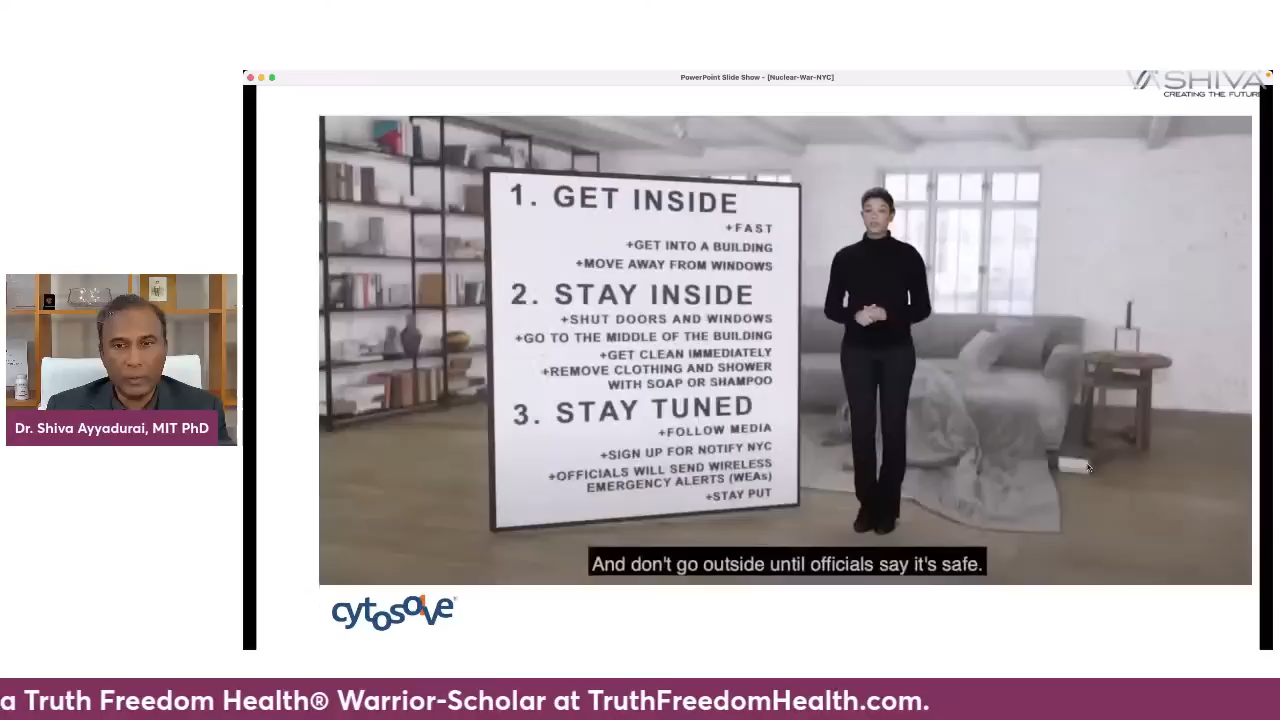 PowerPoint Slide Show - [Nuclear-War-NYC]
VASHIVA
CREATING THE FUTURE
1. GET INSIDE
+FAST
+GET INTO A BUILDING
+MOVE AWAY FROM WINDOWS
2. STAY INSIDE
+SHUT DOORS AND WINDOWS
+GO TO THE MIDDLE OF THE BUILDING
+GET CLEAN IMMEDIATELY
+REMOVE CLOTHING AND SHOWER
WITH SOAP OR SHAMPOO
3. STAY TUNED
+FOLLOW MEDIA
+SIGN UP FOR NOTIFY NYC
+OFFICIALS WILL SEND WIRELESS
EMERGENCY ALERTS (WEAs)
+STAY PUT
And don't go outside until officials say it's safe.
Dr. Shiva Ayyadurai, MIT PhD
cytosolve
a Truth Freedom Health® Warrior-Scholar at TruthFreedomHealth.com.